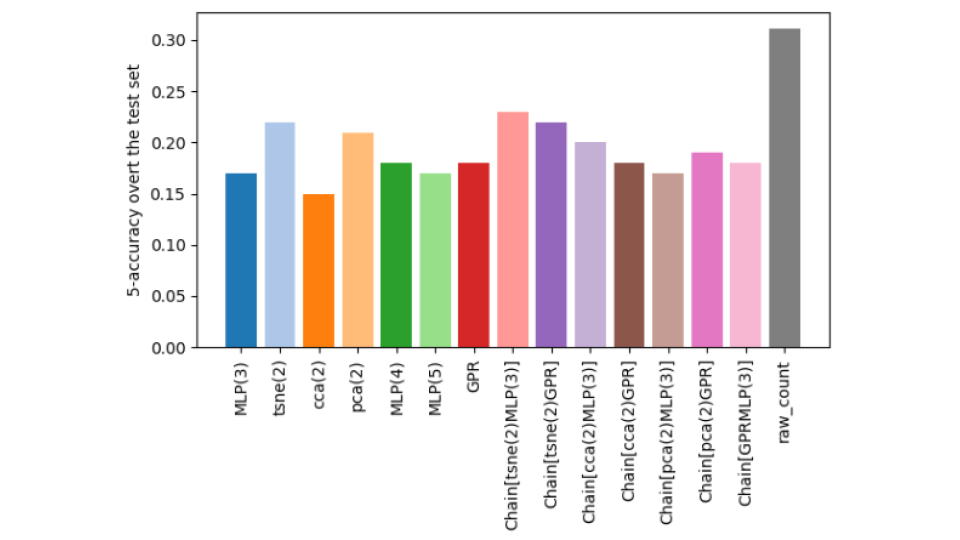 5-accuracy overt the test set
0.30
0.25
0.20
0.15
0.10
0.05
0.00
MLP(3)
tsne(2)
cca(2)
pca(2)
MLP(4)
MLP(5)
GPR
Chain[tsne(2)MLP(3)]
Chain[tsne(2)GPR]
Chain[cca(2)MLP(3)]
Chain[cca(2)GPR]
Chain[pca(2)MLP(3)]
Chain[pca(2)GPR]
Chain[GPRMLP(3)]
raw_count